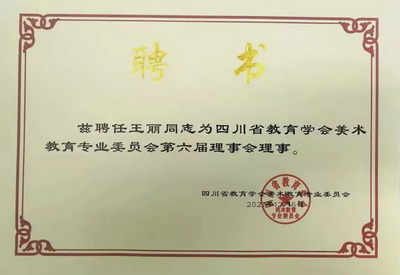 聘书
兹聘任王丽同志为四川省教育学会美术
教育专业委员会第六届理事会理事。
四川省教育学会美术教育专业委员会